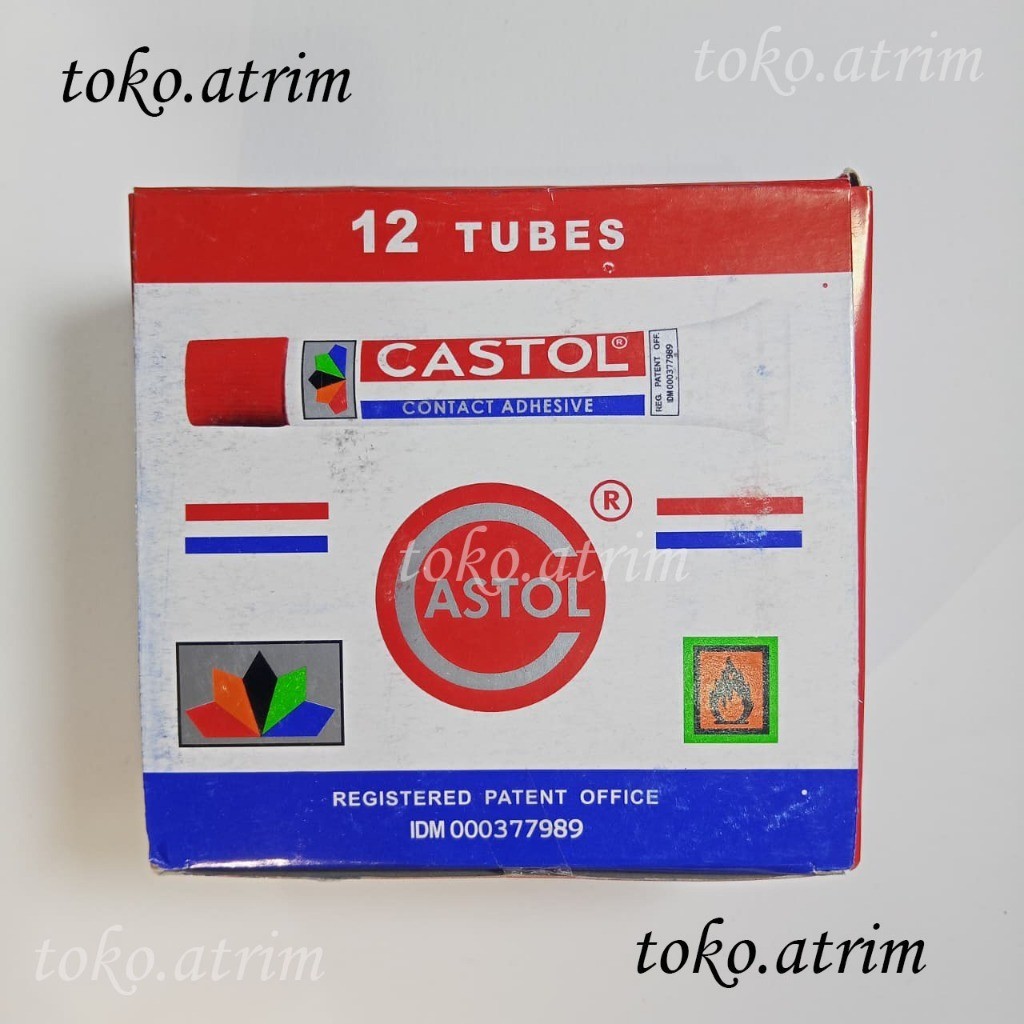 toko.atrim
toko.atrim
12 TUBES
CASTOL®
CONTACT ADHESIVE
REG. PATENT OFF.
IDM 000377989
®
CASTOL
toko.atrim
REGISTERED PATENT OFFICE
IDM 000377989
toko.atrim
toko.atrim